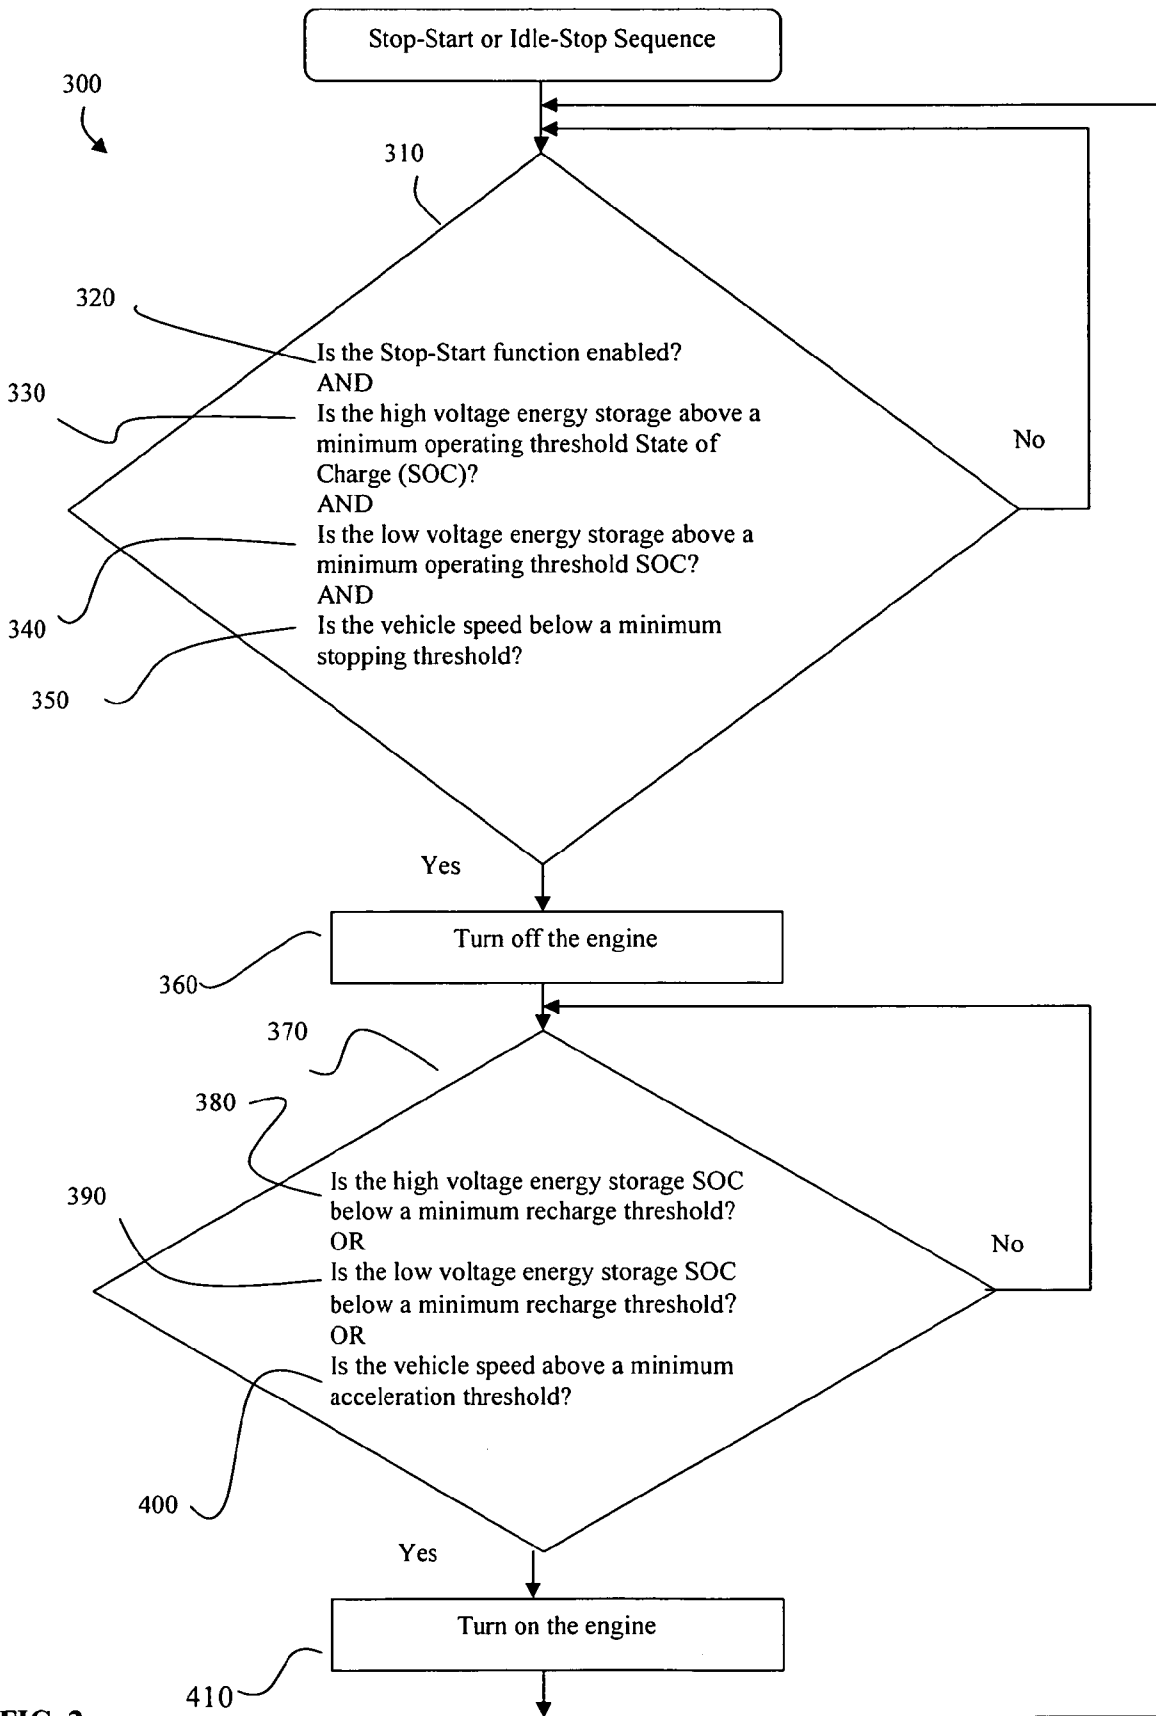 Stop-Start or Idle-Stop Sequence
300
310
320
Is the Stop-Start function enabled?
AND
330
Is the high voltage energy storage above a
minimum operating threshold State of
Charge (SOC)?
No
AND
Is the low voltage energy storage above a
minimum operating threshold SOC?
AND
340
Is the vehicle speed below a minimum
stopping threshold?
350
Yes
Turn off the engine
360
370
380
Is the high voltage energy storage SOC
below a minimum recharge threshold?
390
OR
No
Is the low voltage energy storage SOC
below a minimum recharge threshold?
OR
Is the vehicle speed above a minimum
acceleration threshold?
400
Yes
Turn on the engine
410